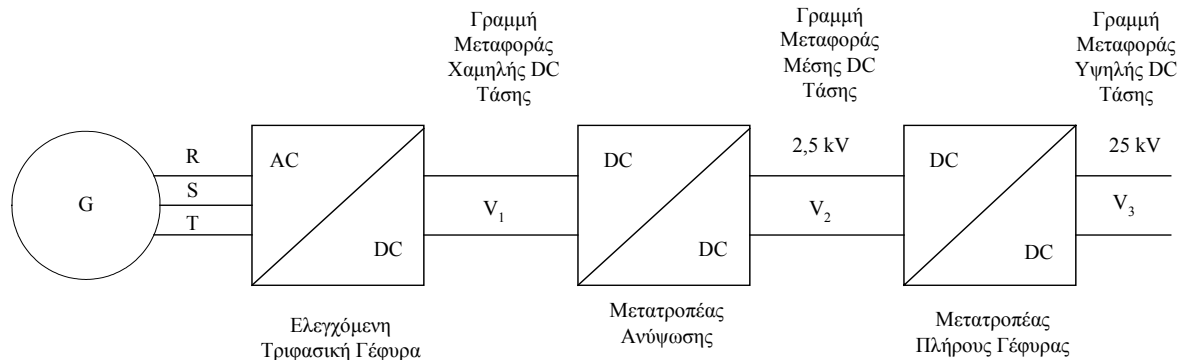 Γραμμή
Μεταφοράς
Χαμηλής DC
Τάσης
Γραμμή
Μεταφοράς
Μέσης DC
Τάσης
Γραμμή
Μεταφοράς
Υψηλής DC
Τάσης
G
R
S
T
AC
DC
V1
DC
DC
2,5 kV
V2
DC
DC
25 kV
V3
Ελεγχόμενη
Τριφασική Γέφυρα
Μετατροπέας
Ανύψωσης
Μετατροπέας
Πλήρους Γέφυρας